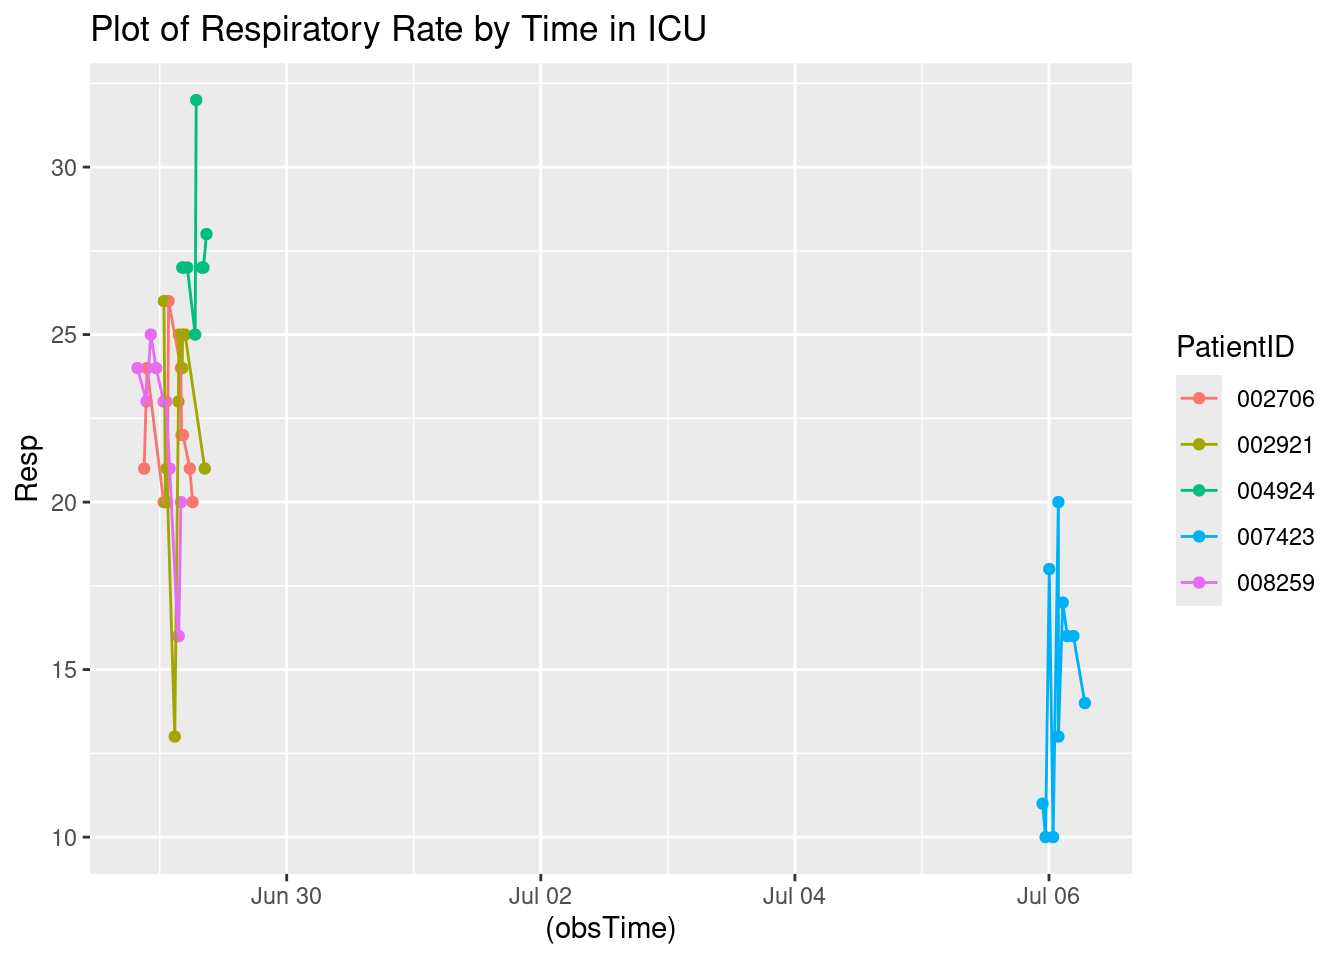 Plot of Respiratory Rate by Time in ICU
30
25
20
15
10
Resp
Jun 30 Jul 02 Jul 04 Jul 06
(obsTime)
PatientID
002706
002921
004924
007423
008259